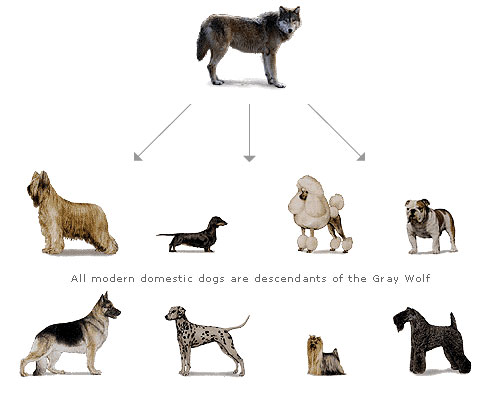 All modern domestic dogs are descendants of the Gray Wolf